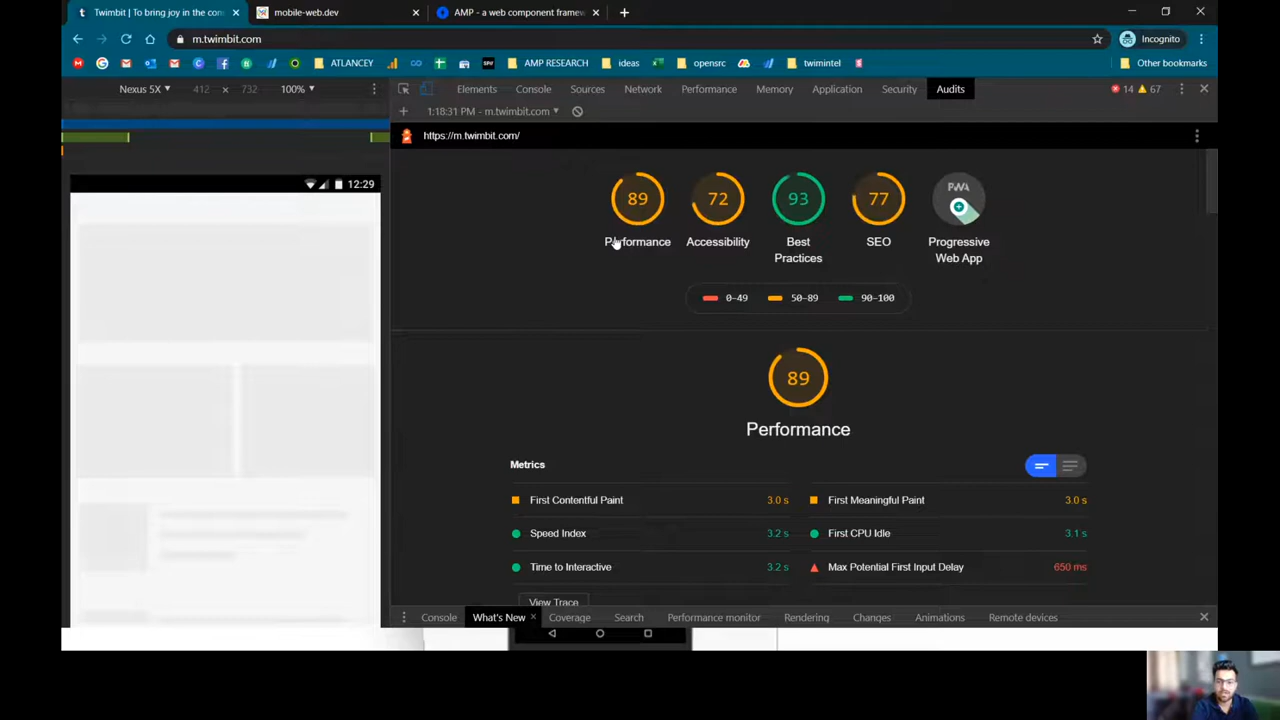 Twimbit | To bring joy in the con
mobile-web.dev
AMP - a web component framew
m.twimbit.com
Incognito
ATLANCEY
AMP RESEARCH
ideas
opensrc
twimintel
Other bookmarks
Nexus 5X ▼ 412 x 732 100% ▼
Elements Console Sources Network Performance Memory Application Security Audits
14 67
1:18:31 PM - m.twimbit.com ▼
https://m.twimbit.com/
12:29
89 72 93 77 PWA
Performance Accessibility Best Practices SEO Progressive Web App
0-49 50-89 90-100
89
Performance
Metrics
First Contentful Paint 3.0 s First Meaningful Paint 3.0 s
Speed Index 3.2 s First CPU Idle 3.1 s
Time to Interactive 3.2 s Max Potential First Input Delay 650 ms
View Trace
Console What's New Coverage Search Performance monitor Rendering Changes Animations Remote devices